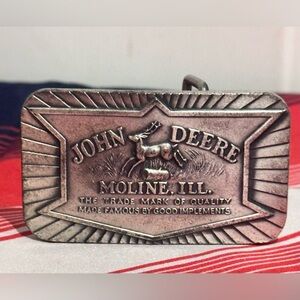 JOHN DEERE
MOLINE, ILL.
THE TRADE MARK OF QUALITY
MADE FAMOUS BY GOOD IMPLEMENTS